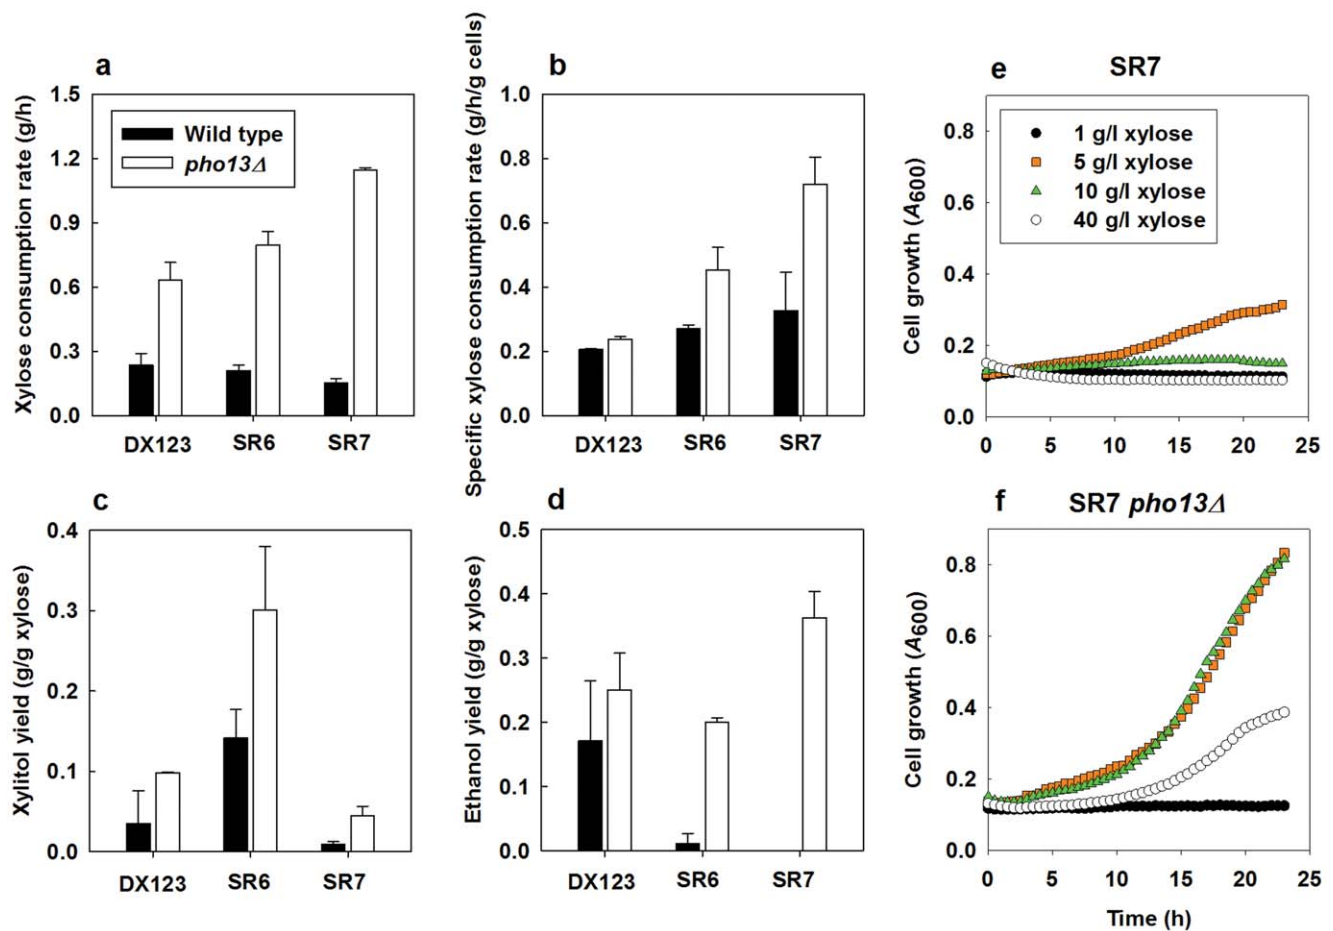 a
Xylose consumption rate (g/h)
1.5
1.2
0.9
0.6
0.3
0.0
Wild type
pho13Δ
DX123 SR6 SR7
b
Specific xylose consumption rate (g/h/g cells)
1.0
0.8
0.6
0.4
0.2
0.0
DX123 SR6 SR7
e SR7
Cell growth (A600)
0.8
0.6
0.4
0.2
0.0
1 g/l xylose
5 g/l xylose
10 g/l xylose
40 g/l xylose
0 5 10 15 20 25
c
Xylitol yield (g/g xylose)
0.4
0.3
0.2
0.1
0.0
DX123 SR6 SR7
d
Ethanol yield (g/g xylose)
0.5
0.4
0.3
0.2
0.1
0.0
DX123 SR6 SR7
f SR7 pho13Δ
Cell growth (A600)
0.8
0.6
0.4
0.2
0.0
0 5 10 15 20 25
Time (h)